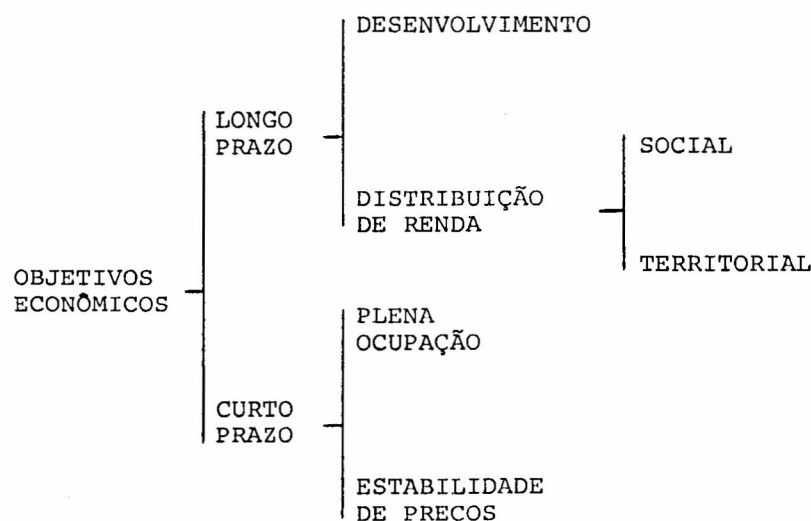 DESENVOLVIMENTO
LONGO
PRAZO
SOCIAL
DISTRIBUIÇÃO
DE RENDA
TERRITORIAL
OBJETIVOS
ECONÔMICOS
PLENA
OCUPAÇÃO
CURTO
PRAZO
ESTABILIDADE
DE PREÇOS